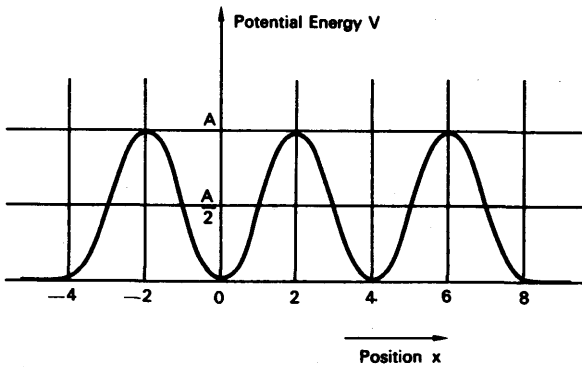 Potential Energy V
A
A
2
—4 —2 0 2 4 6 8
Position x